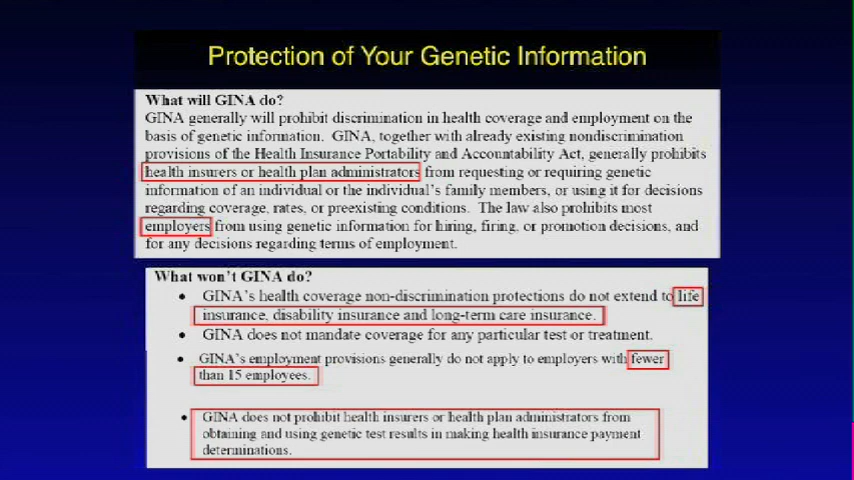 Protection of Your Genetic Information
What will GINA do?
GINA generally will prohibit discrimination in health coverage and employment on the
basis of genetic information. GINA, together with already existing nondiscrimination
provisions of the Health Insurance Portability and Accountability Act, generally prohibits
health insurers or health plan administrators from requesting or requiring genetic
information of an individual or the individual's family members, or using it for decisions
regarding coverage, rates, or preexisting conditions. The law also prohibits most
employers from using genetic information for hiring, firing, or promotion decisions, and
for any decisions regarding terms of employment.
What won't GINA do?
• GINA's health coverage non-discrimination protections do not extend to life
insurance, disability insurance and long-term care insurance.
• GINA does not mandate coverage for any particular test or treatment.
• GINA's employment provisions generally do not apply to employers with fewer
than 15 employees.
• GINA does not prohibit health insurers or health plan administrators from
obtaining and using genetic test results in making health insurance payment
determinations.